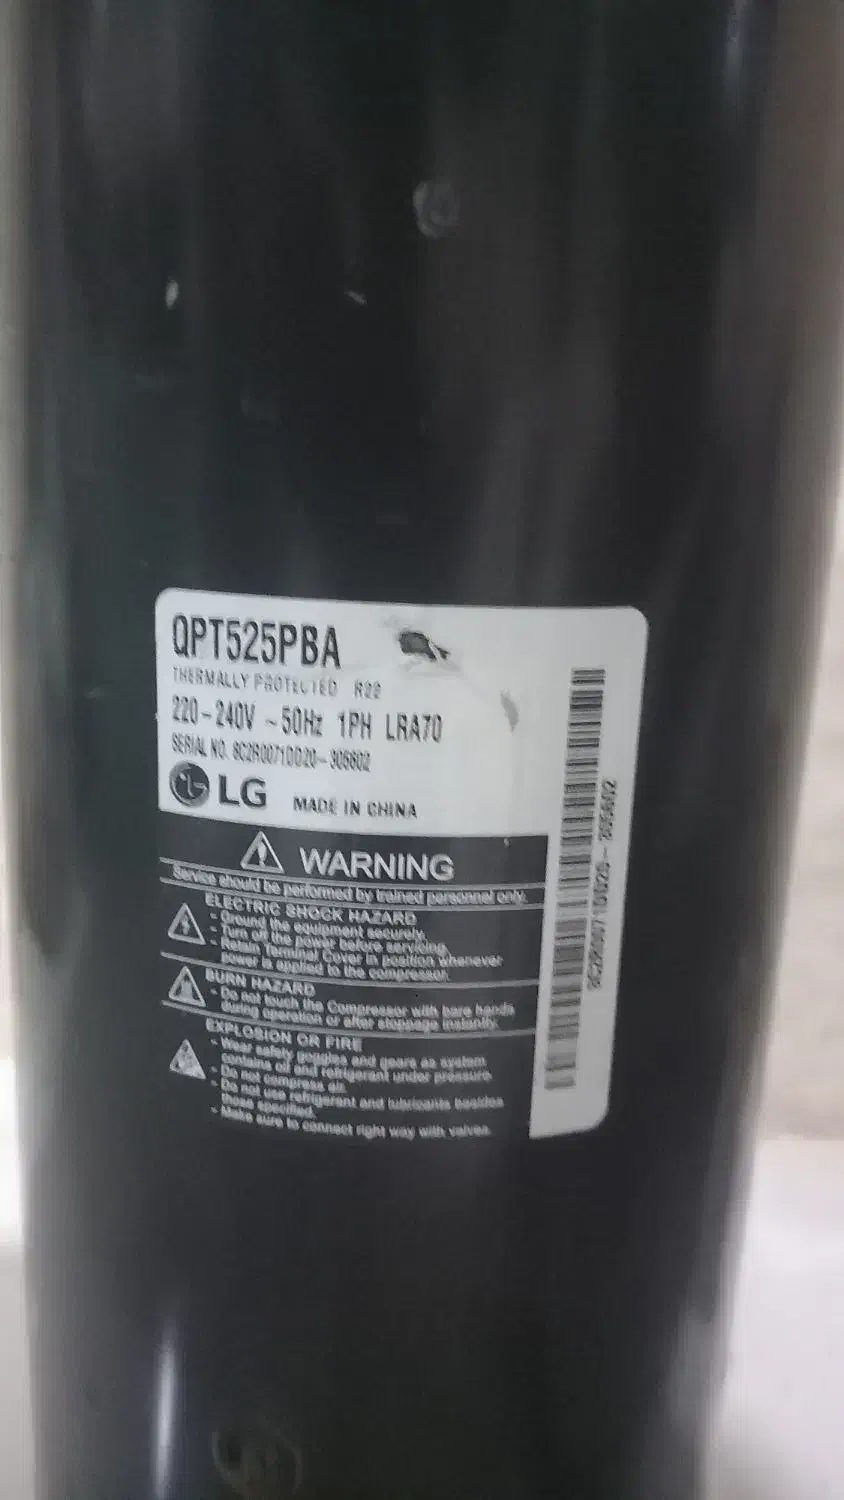 QPT525PBA
THERMALLY PROTECTED R22
220-240V ~50Hz 1PH LRA70
SERIAL NO.
LG MADE IN CHINA
WARNING
Service should be performed by trained personnel only.
ELECTRIC SHOCK HAZARD
- Ground the equipment securely.
- Turn off the power before servicing.
- Retain Terminal Cover in position whenever
power is applied to the compressor.
BURN HAZARD
- Do not touch the Compressor with bare hands
during operation or after stoppage instantly.
EXPLOSION OR FIRE
- Wear safety goggles and gears as system
contains oil and refrigerant under pressure.
- Do not compress air.
- Do not use refrigerant and lubricants besides
those specified.
- Make sure to connect right way with valves.